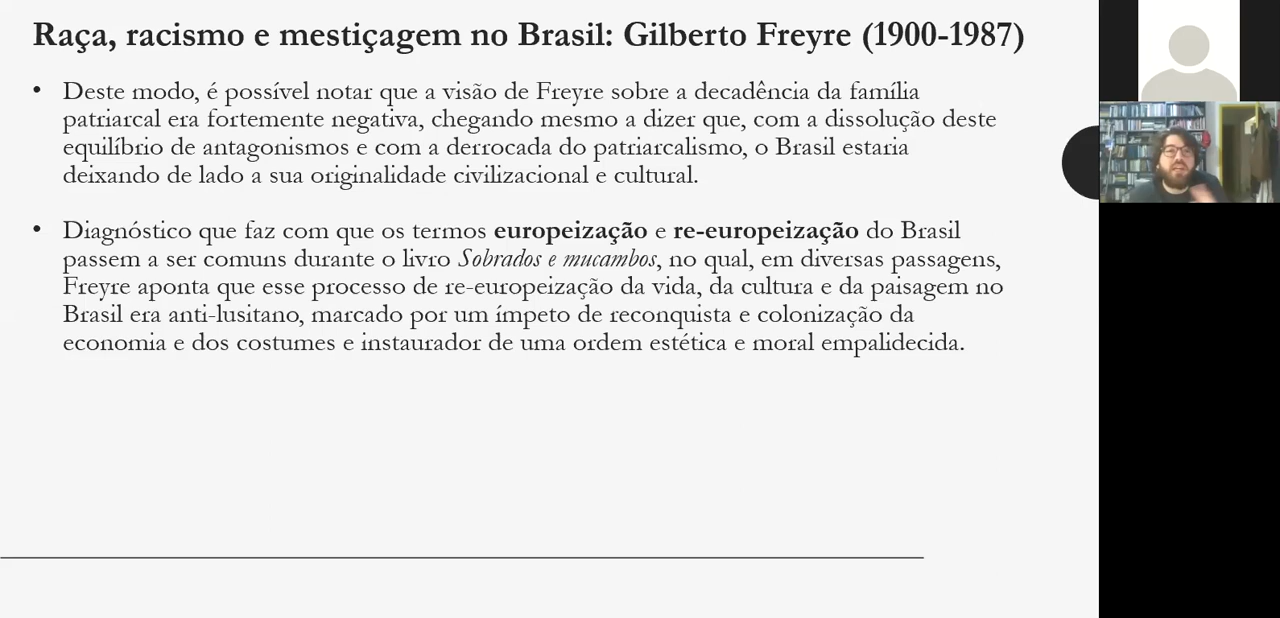 Raça, racismo e mestiçagem no Brasil: Gilberto Freyre (1900-1987)
• Deste modo, é possível notar que a visão de Freyre sobre a decadência da família
patriarcal era fortemente negativa, chegando mesmo a dizer que, com a dissolução deste
equilíbrio de antagonismos e com a derrocada do patriarcalismo, o Brasil estaria
deixando de lado a sua originalidade civilizacional e cultural.
• Diagnóstico que faz com que os termos europeização e re-europeização do Brasil
passem a ser comuns durante o livro Sobrados e mucambos, no qual, em diversas passagens,
Freyre aponta que esse processo de re-europeização da vida, da cultura e da paisagem no
Brasil era anti-lusitano, marcado por um ímpeto de reconquista e colonização da
economia e dos costumes e instaurador de uma ordem estética e moral empalidecida.